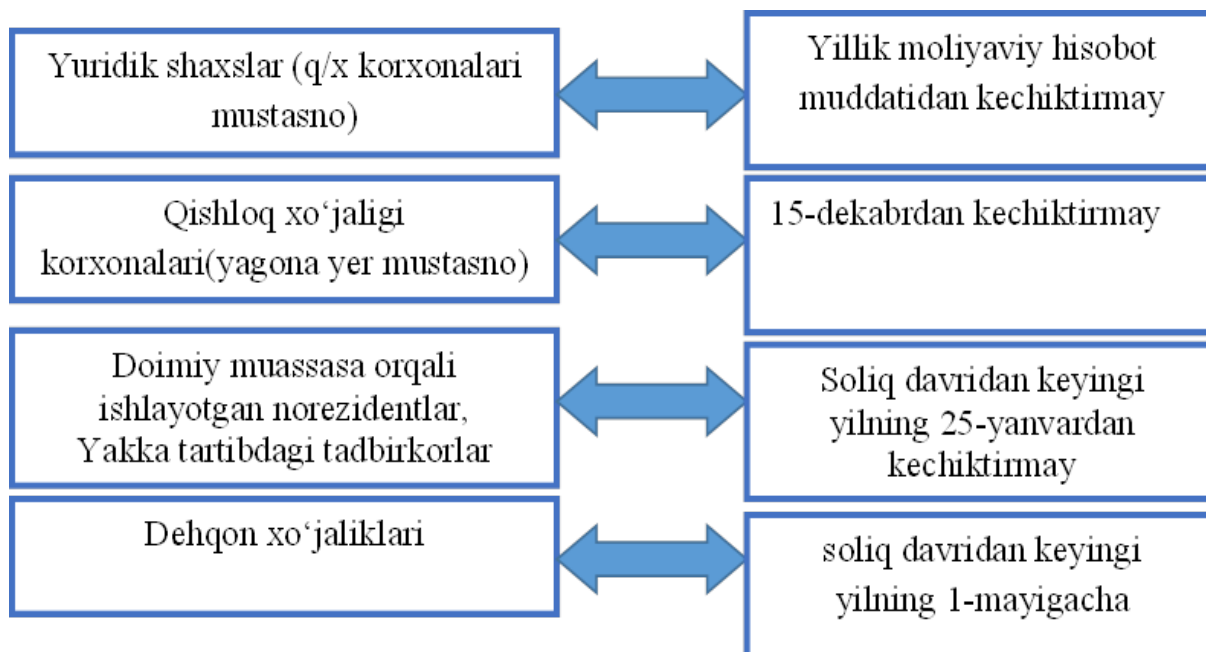 Yuridik shaxslar (q/x korxonalari
mustasno)
Yillik moliyaviy hisobot
muddatidan kechiktirmay
Qishloq xo‘jaligi
korxonalari(yagona yer mustasno)
15-dekabrdan kechiktirmay
Doimiy muassasa orqali
ishlayotgan norezidentlar,
Yakka tartibdagi tadbirkorlar
Soliq davridan keyingi
yilning 25-yanvardan
kechiktirmay
Dehqon xo‘jaliklari
soliq davridan keyingi
yilning 1-mayigacha